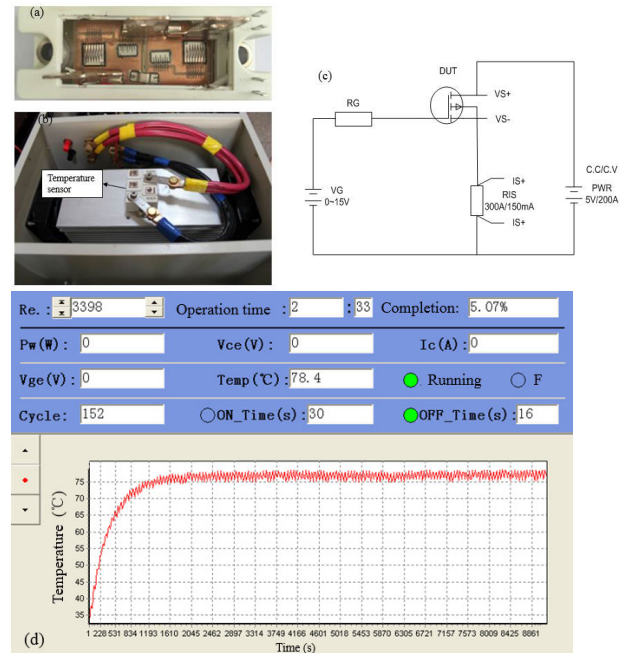 (a)
(b)
Temperature
sensor
(c)
DUT
VS+
VS-
RG
VG
0~15V
IS+
RIS
300A/150mA
IS+
C.C/C.V
PWR
5V/200A
Re. : 3398 Operation time : 2 : 33 Completion: 5.07%
Pw(W): 0 Vce(V): 0 Ic(A): 0
Vge(V): 0 Temp(℃): 78.4 Running F
Cycle: 152 ON_Time(s): 30 OFF_Time(s): 16
Temperature (℃)
75
70
65
60
55
50
45
40
35
1 228 531 834 1193 1610 2045 2462 2897 3314 3749 4166 4601 5018 5453 5870 6305 6721 7157 7573 8009 8425 8861
Time (s)
(d)